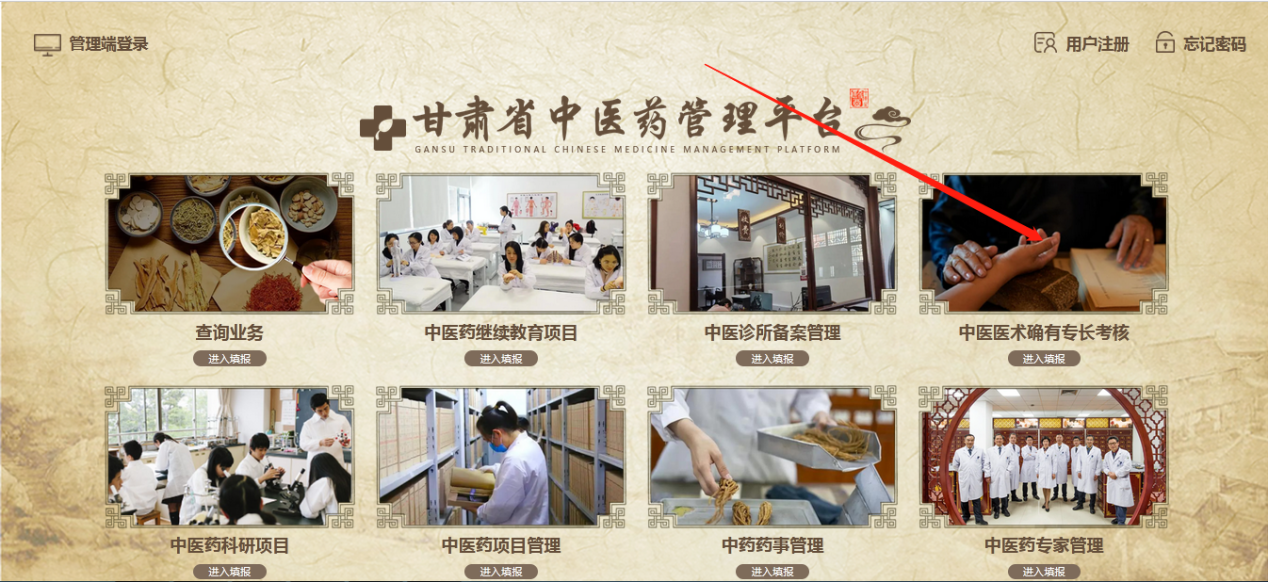 管理端登录
用户注册
忘记密码
甘肃省中医药管理平台
GANSU TRADITIONAL CHINESE MEDICINE MANAGEMENT PLATFORM
查询业务
中医药继续教育项目
中医诊所备案管理
中医医术确有专长考核
进入填报
进入填报
进入填报
进入填报
中医药科研项目
中医药项目管理
中药药事管理
中医药专家管理
进入填报
进入填报
进入填报
进入填报